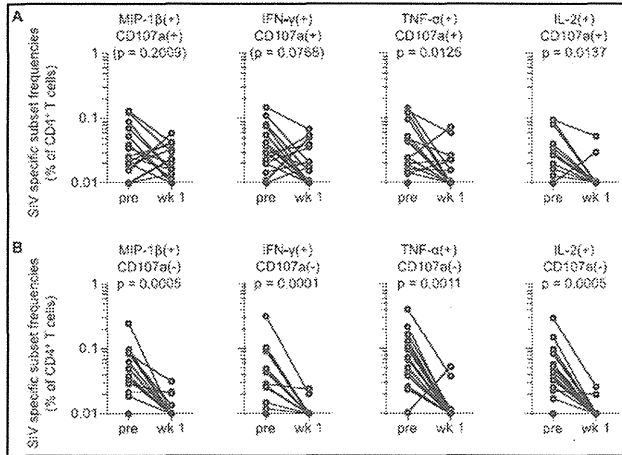 A
MIP-1β(+) IFN-γ(+) TNF-α(+) IL-2(+)
CD107a(+) CD107a(+) CD107a(+) CD107a(+)
(p = 0.2009) (p = 0.0766) p = 0.0125 p = 0.0137
SIV specific subset frequencies
(% of CD4⁺ T cells)
1
0.1
0.01
pre wk 1 pre wk 1 pre wk 1 pre wk 1
B
MIP-1β(+) IFN-γ(+) TNF-α(+) IL-2(+)
CD107a(-) CD107a(-) CD107a(-) CD107a(-)
p = 0.0005 p = 0.0001 p = 0.0011 p = 0.0005
SIV specific subset frequencies
(% of CD4⁺ T cells)
1
0.1
0.01
pre wk 1 pre wk 1 pre wk 1 pre wk 1